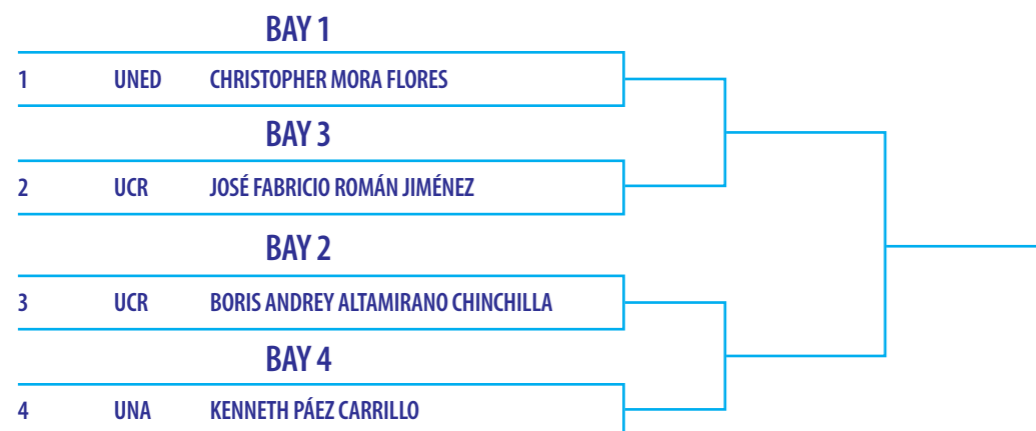 BAY 1
1 UNED CHRISTOPHER MORA FLORES
BAY 3
2 UCR JOSÉ FABRICIO ROMÁN JIMÉNEZ
BAY 2
3 UCR BORIS ANDREY ALTAMIRANO CHINCHILLA
BAY 4
4 UNA KENNETH PÁEZ CARRILLO